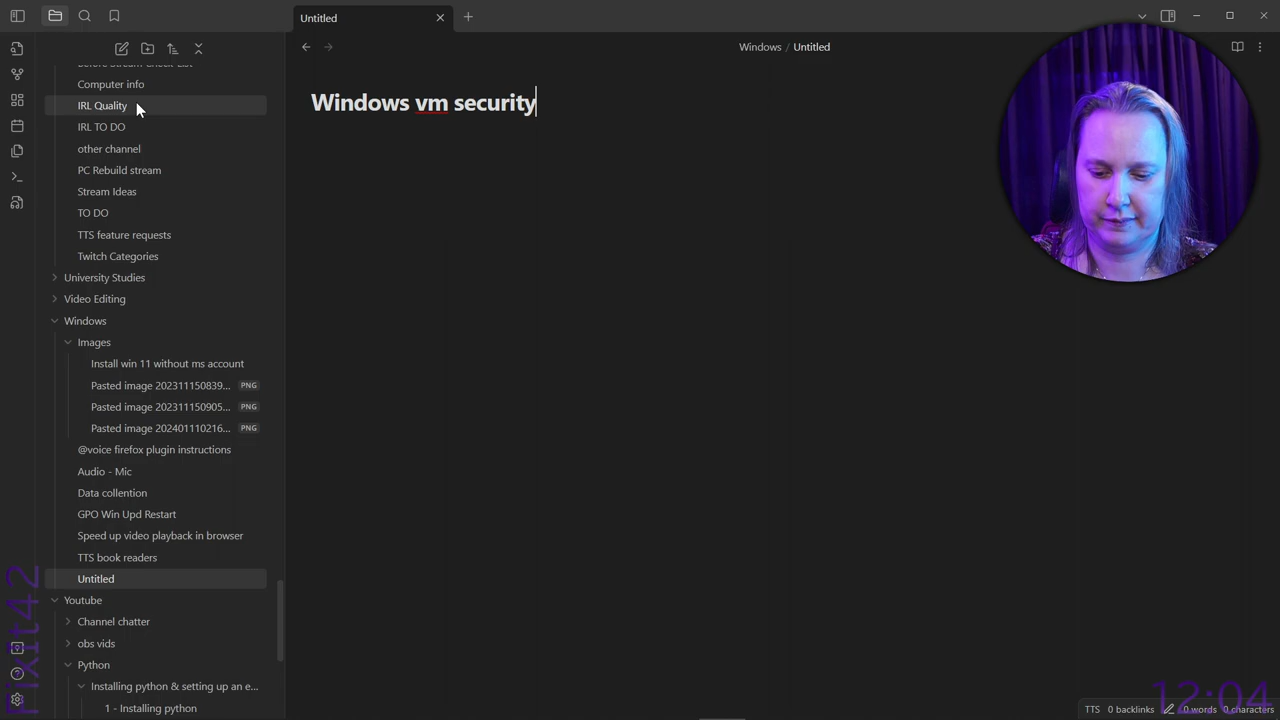 Untitled
Windows / Untitled
Before Stream Check List
Computer info
IRL Quality
IRL TO DO
other channel
PC Rebuild stream
Stream Ideas
TO DO
TTS feature requests
Twitch Categories
University Studies
Video Editing
Windows
Images
Install win 11 without ms account
Pasted image 202311150839... PNG
Pasted image 202311150905... PNG
Pasted image 202401110216... PNG
@voice firefox plugin instructions
Audio - Mic
Data collention
GPO Win Upd Restart
Speed up video playback in browser
TTS book readers
Untitled
Youtube
Channel chatter
obs vids
Python
Installing python & setting up an e...
1 - Installing python
Windows vm security
Fixit42
12:04
TTS 0 backlinks 0 words 0 characters